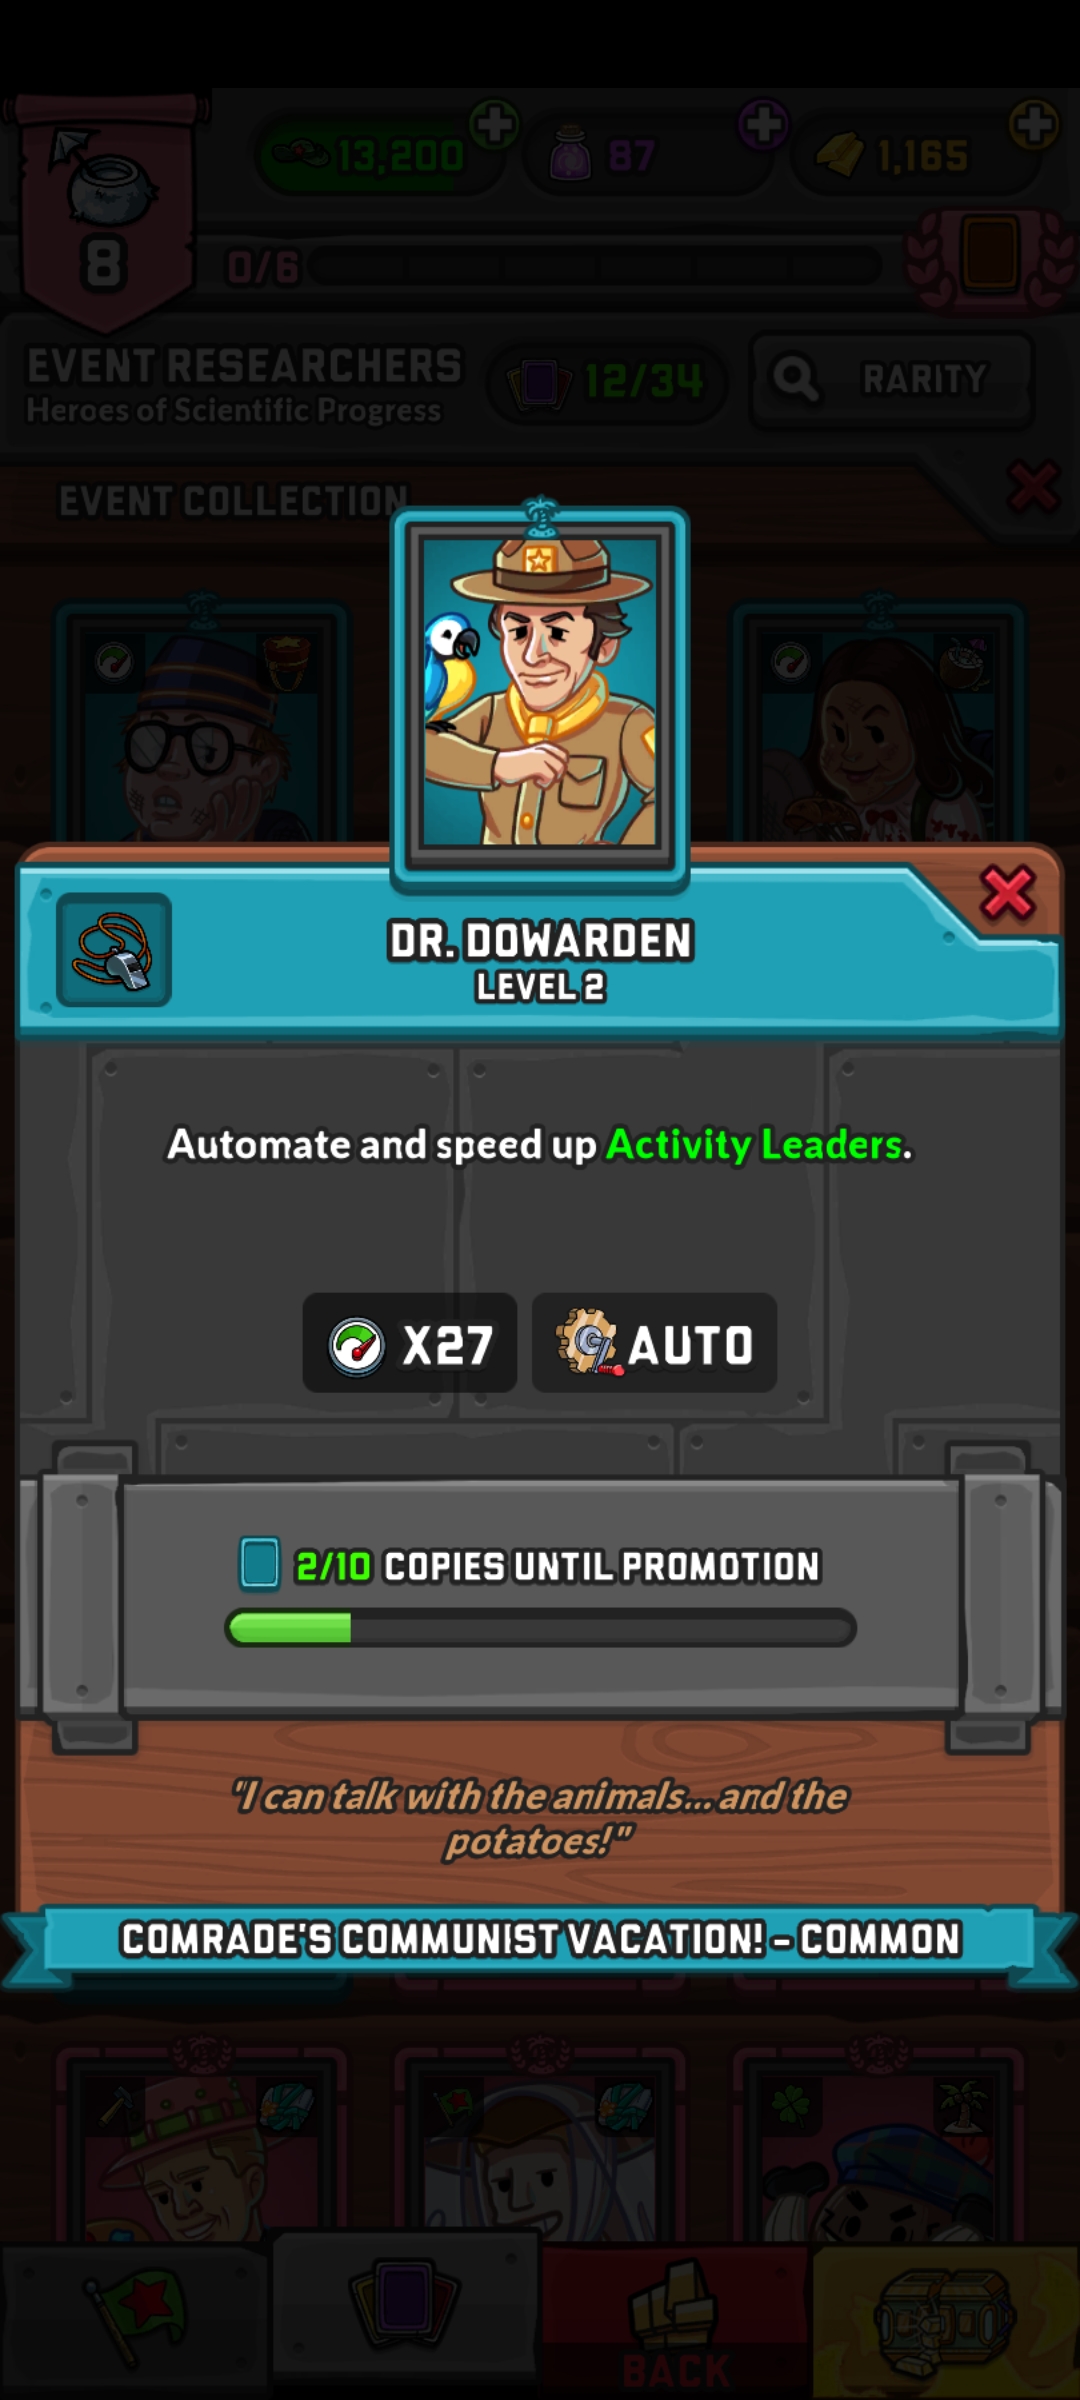 13,200
87
1,165
8
0/6
EVENT RESEARCHERS
Heroes of Scientific Progress
12/34
RARITY
EVENT COLLECTION
DR. DOWARDEN
LEVEL 2
Automate and speed up Activity Leaders.
X27
AUTO
2/10 COPIES UNTIL PROMOTION
"I can talk with the animals... and the
potatoes!"
COMRADE'S COMMUNIST VACATION! - COMMON
BACK